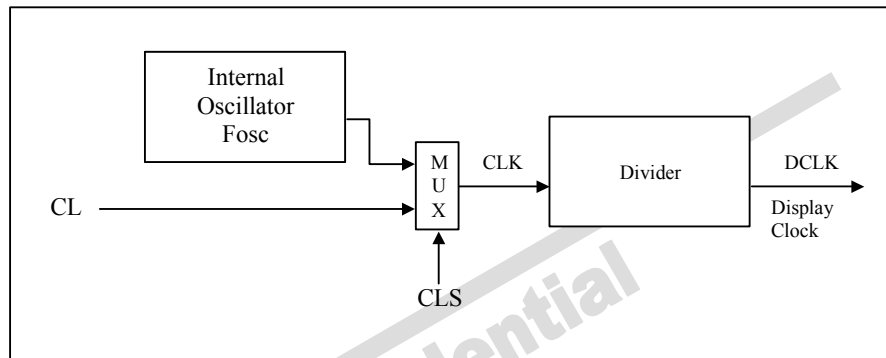 Internal
Oscillator
Fosc
M
U
X
CLK
Divider
DCLK
Display
Clock
CL
CLS